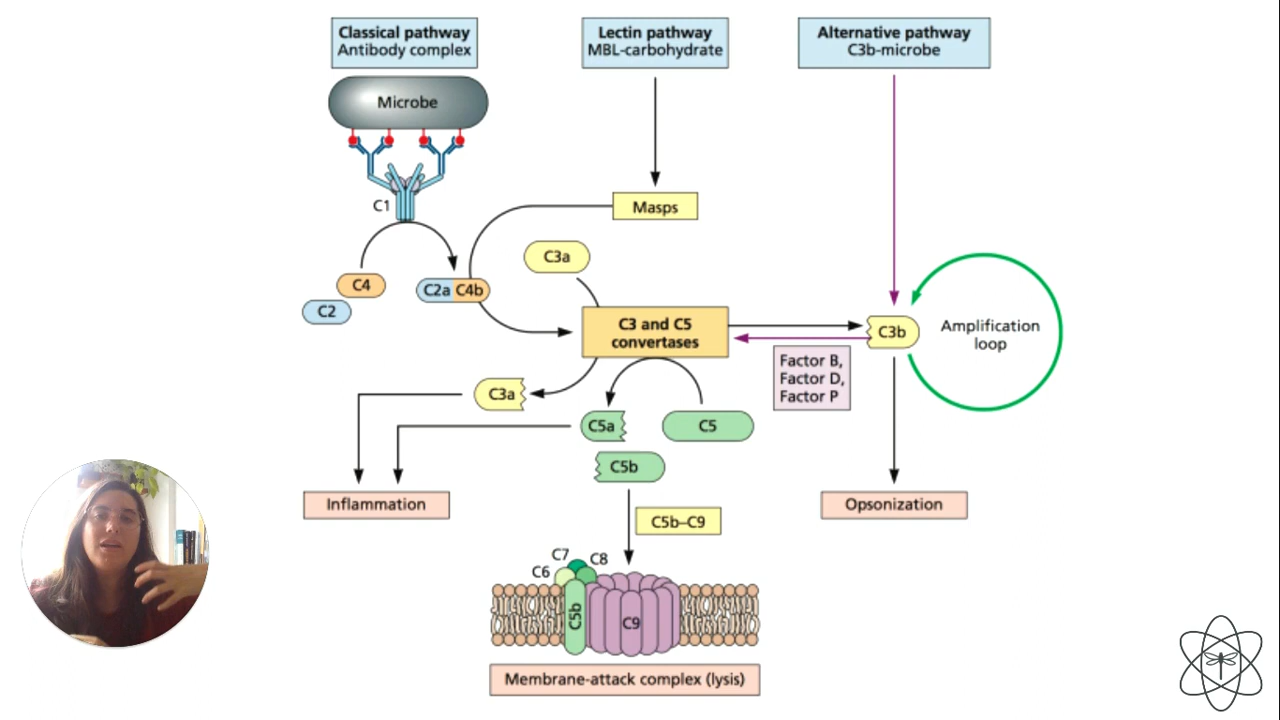 Classical pathway
Antibody complex
Lectin pathway
MBL-carbohydrate
Alternative pathway
C3b-microbe
Microbe
C1
Masps
C3a
C4
C2
C2a C4b
C3 and C5
convertases
C3b
Amplification
loop
Factor B,
Factor D,
Factor P
C3a
C5a
C5
C5b
Inflammation
Opsonization
C5b–C9
C7
C6
C8
C5b
C9
Membrane-attack complex (lysis)